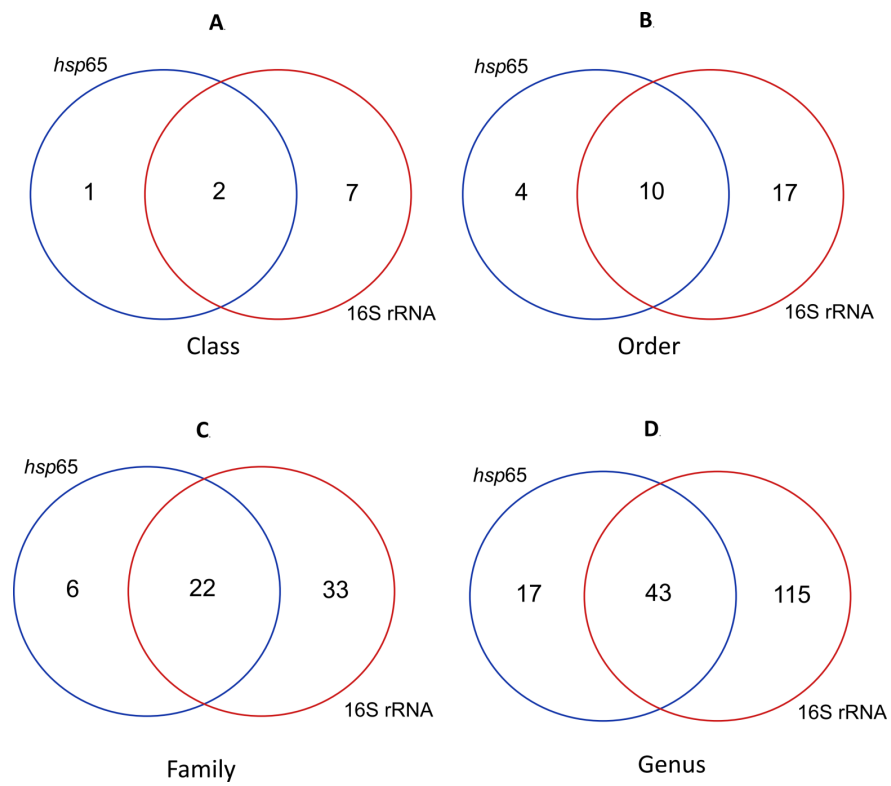 A
hsp65
1
2
7
16S rRNA
Class
B
hsp65
4
10
17
16S rRNA
Order
C
hsp65
6
22
33
16S rRNA
Family
D
hsp65
17
43
115
16S rRNA
Genus